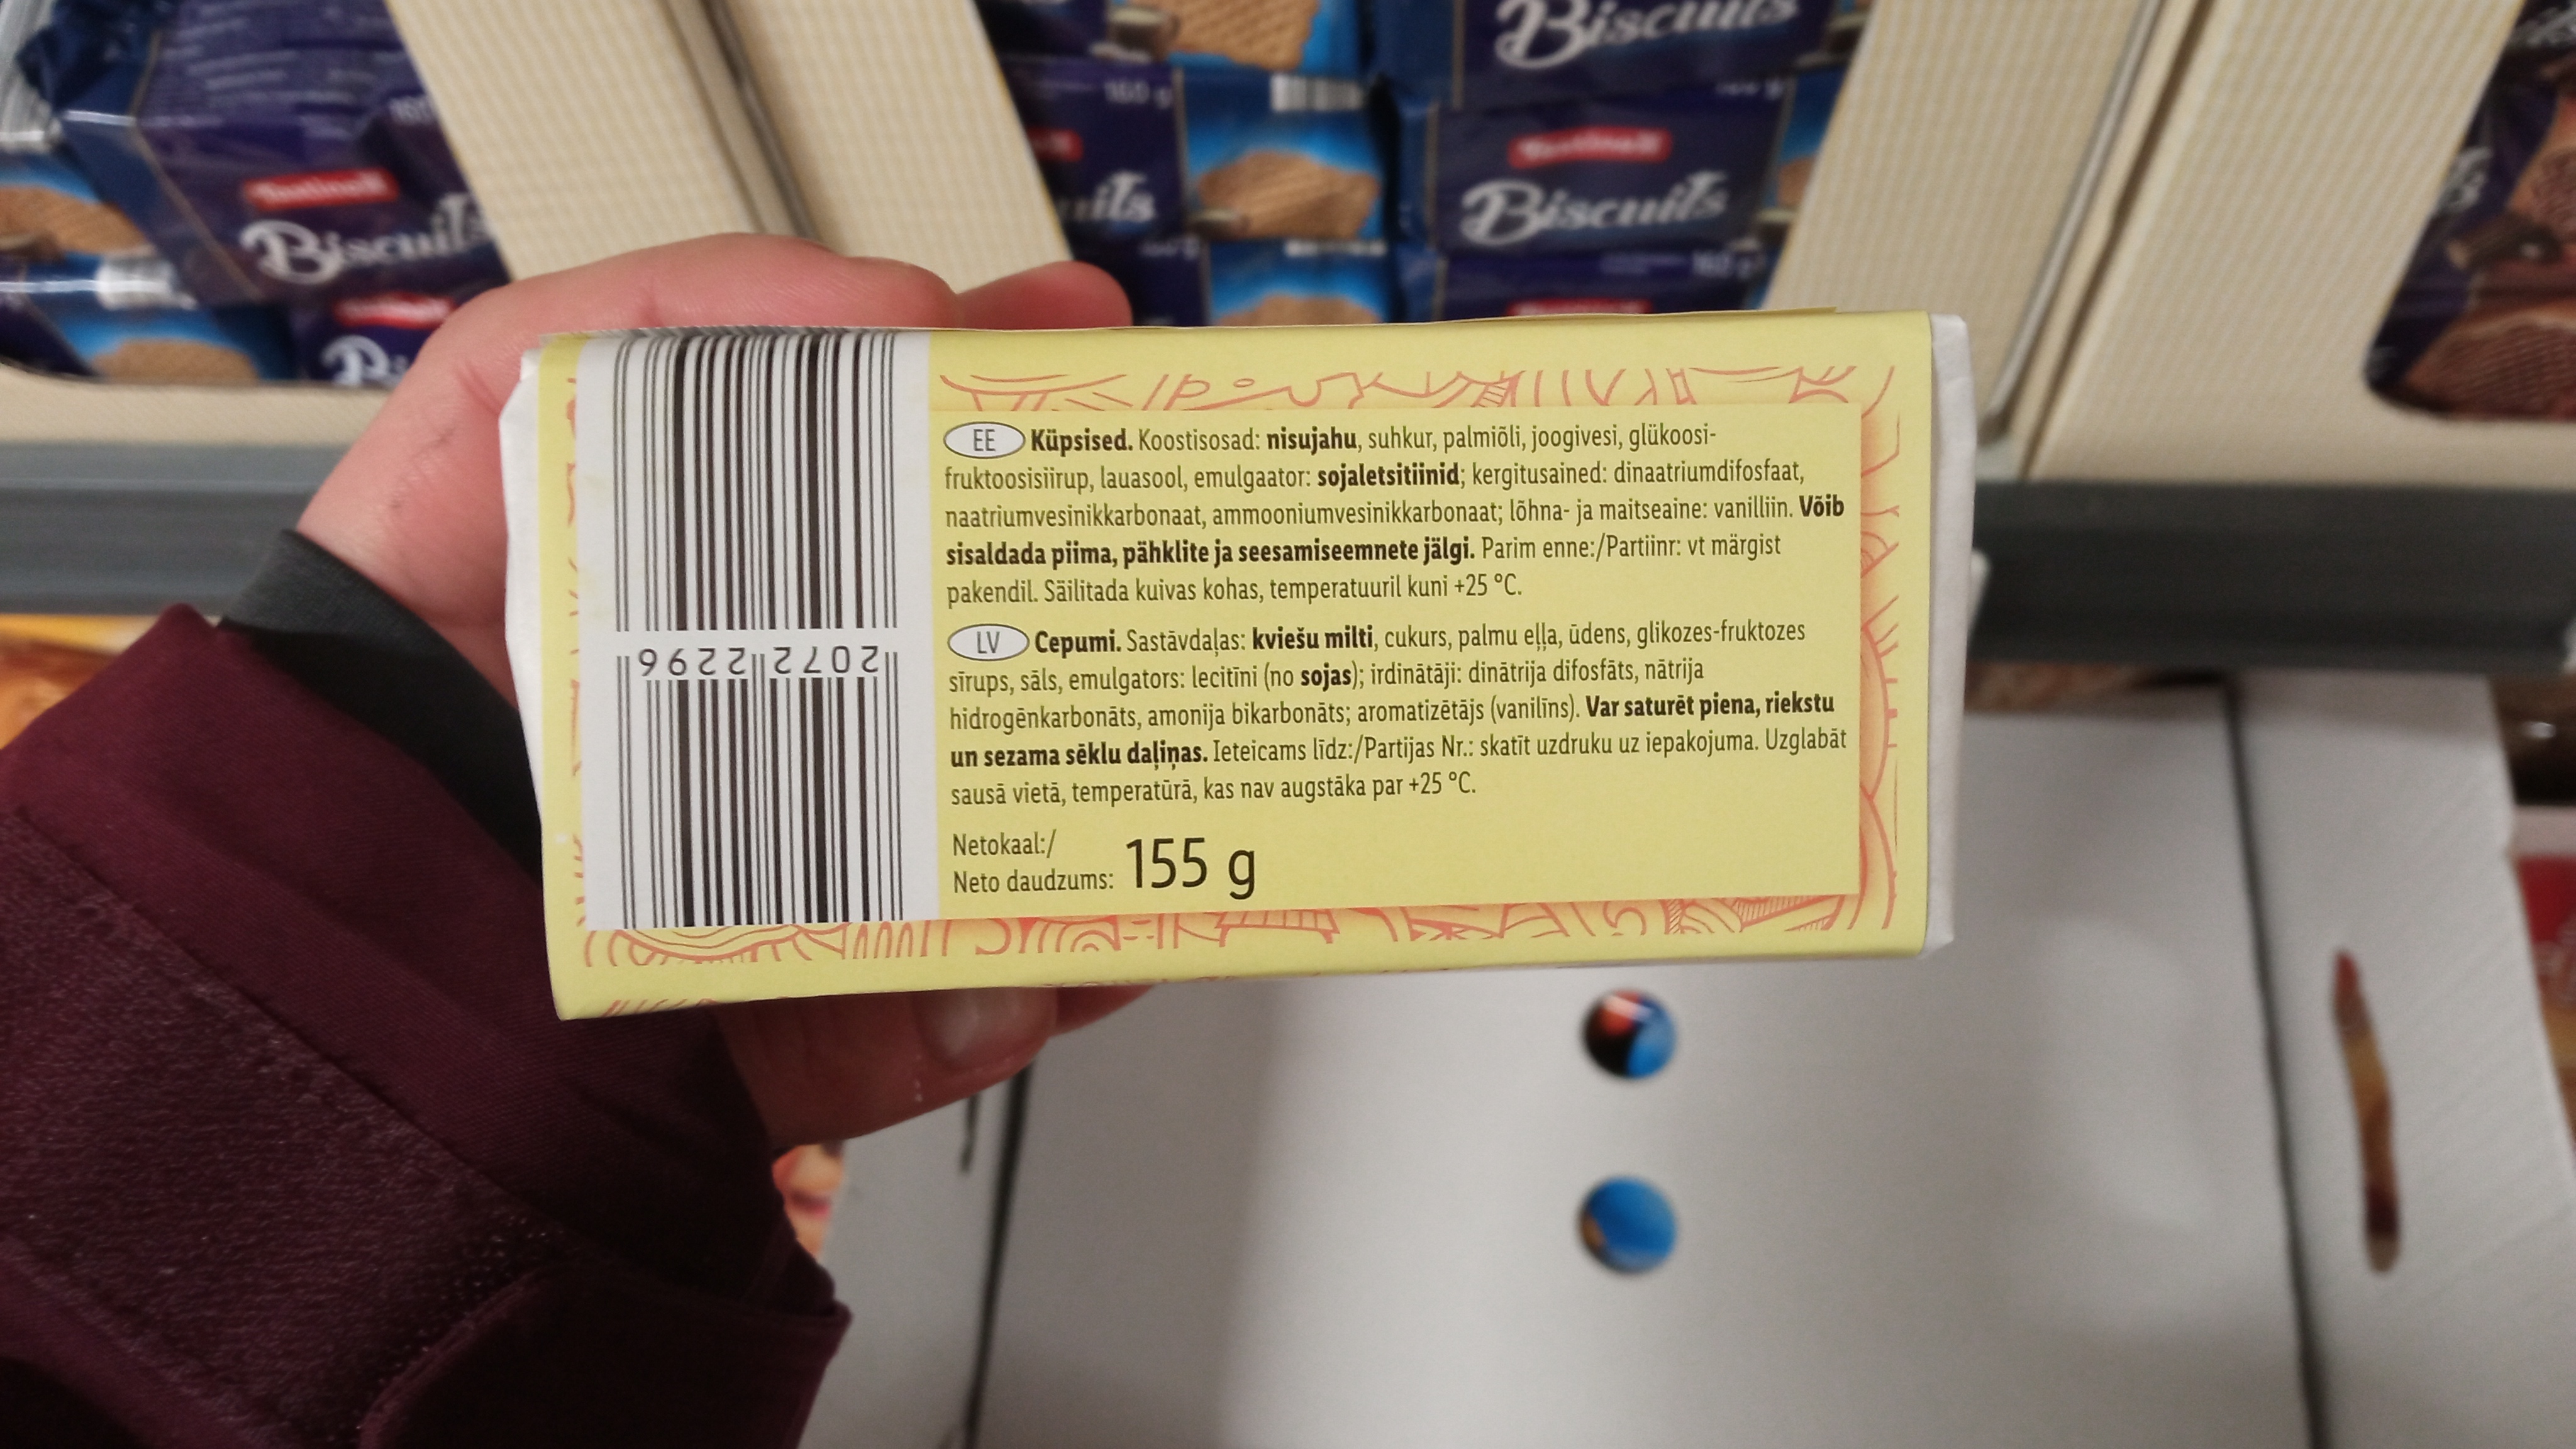 Biscuits
160 g
Biscuits
Biscuits
160 g
20722296
EE Küpsised. Koostisosad: nisujahu, suhkur, palmiõli, joogivesi, glükoosi-
fruktoosisiirup, lauasool, emulgaator: sojaletsitiinid; kergitusained: dinaatriumdifosfaat,
naatriumvesinikkarbonaat, ammooniumvesinikkarbonaat; lõhna- ja maitseaine: vanilliin. Võib
sisaldada piima, pähklite ja seesamiseemnete jälgi. Parim enne:/Partiinr: vt märgist
pakendil. Säilitada kuivas kohas, temperatuuril kuni +25 °C.
LV Cepumi. Sastāvdaļas: kviešu milti, cukurs, palmu eļļa, ūdens, glikozes-fruktozes
sīrups, sāls, emulgators: lecitīni (no sojas); irdinātāji: dinātrija difosfāts, nātrija
hidrogēnkarbonāts, amonija bikarbonāts; aromatizētājs (vanilīns). Var saturēt piena, riekstu
un sezama sēklu daļiņas. Ieteicams līdz:/Partijas Nr.: skatīt uzdruku uz iepakojuma. Uzglabāt
sausā vietā, temperatūrā, kas nav augstāka par +25 °C.
Netokaal:/
Neto daudzums: 155 g